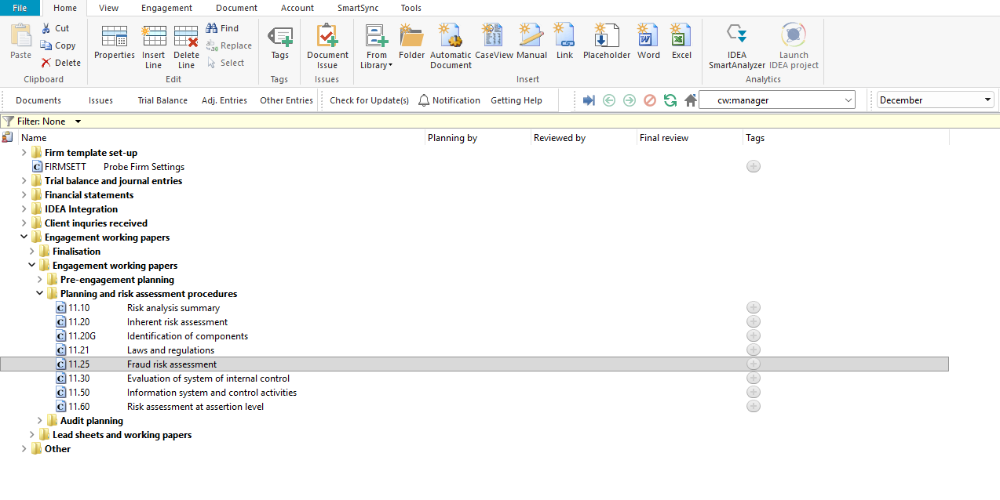 File Home View Engagement Document Account SmartSync Tools
Paste Cut Copy Delete
Clipboard
Properties Insert Line Delete Line Find Replace Select
Edit
Tags
Tags
Document Issue
Issues
From Library Folder Automatic Document CaseView Manual Link Placeholder Word Excel
Insert
IDEA SmartAnalyzer Launch IDEA project
Analytics
Documents Issues Trial Balance Adj. Entries Other Entries Check for Update(s) Notification Getting Help cw:manager December
Filter: None
Name Planning by Reviewed by Final review Tags
Firm template set-up
FIRMSETT Probe Firm Settings
Trial balance and journal entries
Financial statements
IDEA Integration
Client inquries received
Engagement working papers
Finalisation
Engagement working papers
Pre-engagement planning
Planning and risk assessment procedures
11.10 Risk analysis summary
11.20 Inherent risk assessment
11.20G Identification of components
11.21 Laws and regulations
11.25 Fraud risk assessment
11.30 Evaluation of system of internal control
11.50 Information system and control activities
11.60 Risk assessment at assertion level
Audit planning
Lead sheets and working papers
Other